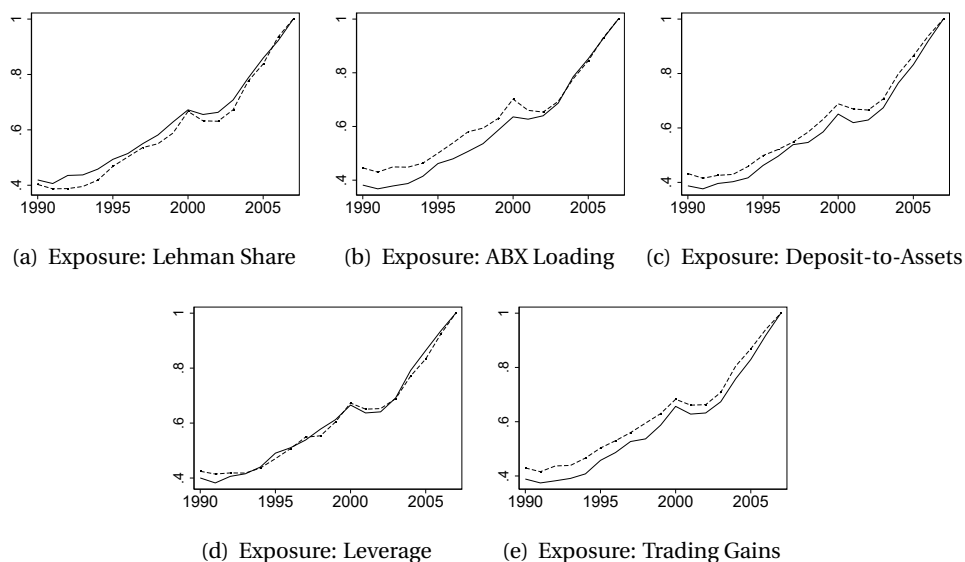 1
.8
.6
.4
1990 1995 2000 2005
(a) Exposure: Lehman Share
1
.8
.6
.4
1990 1995 2000 2005
(b) Exposure: ABX Loading
1
.8
.6
.4
1990 1995 2000 2005
(c) Exposure: Deposit-to-Assets
1
.8
.6
.4
1990 1995 2000 2005
(d) Exposure: Leverage
1
.8
.6
.4
1990 1995 2000 2005
(e) Exposure: Trading Gains